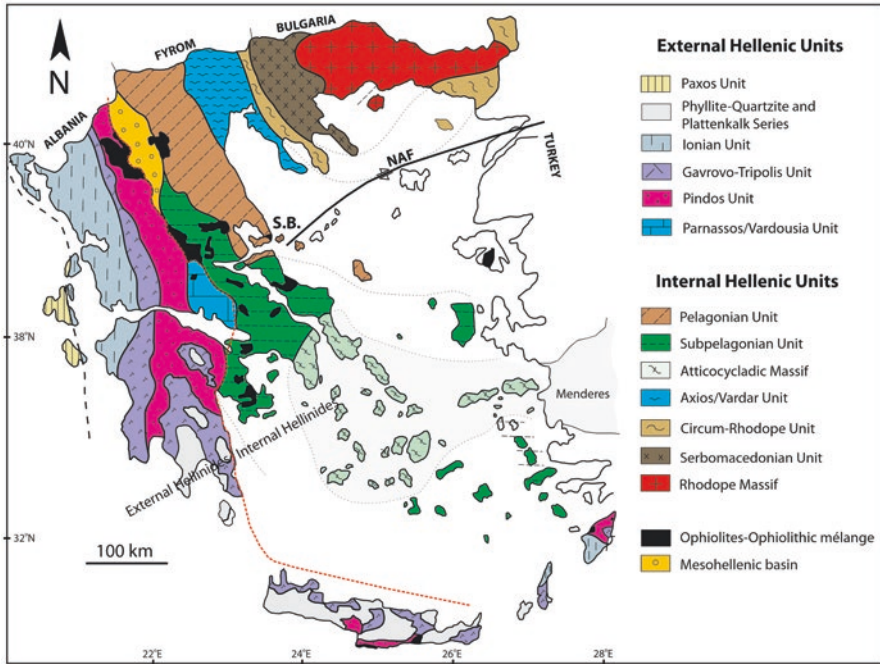 N
ALBANIA
FYROM
BULGARIA
TURKEY
NAF
S.B.
Menderes
External Hellinides/ Internal Hellinides
100 km
40°N
38°N
32°N
22°E
24°E
26°E
28°E
External Hellenic Units
Paxos Unit
Phyllite-Quartzite and
Plattenkalk Series
Ionian Unit
Gavrovo-Tripolis Unit
Pindos Unit
Parnassos/Vardousia Unit
Internal Hellenic Units
Pelagonian Unit
Subpelagonian Unit
Atticocycladic Massif
Axios/Vardar Unit
Circum-Rhodope Unit
Serbomacedonian Unit
Rhodope Massif
Ophiolites-Ophiolithic mélange
Mesohellenic basin